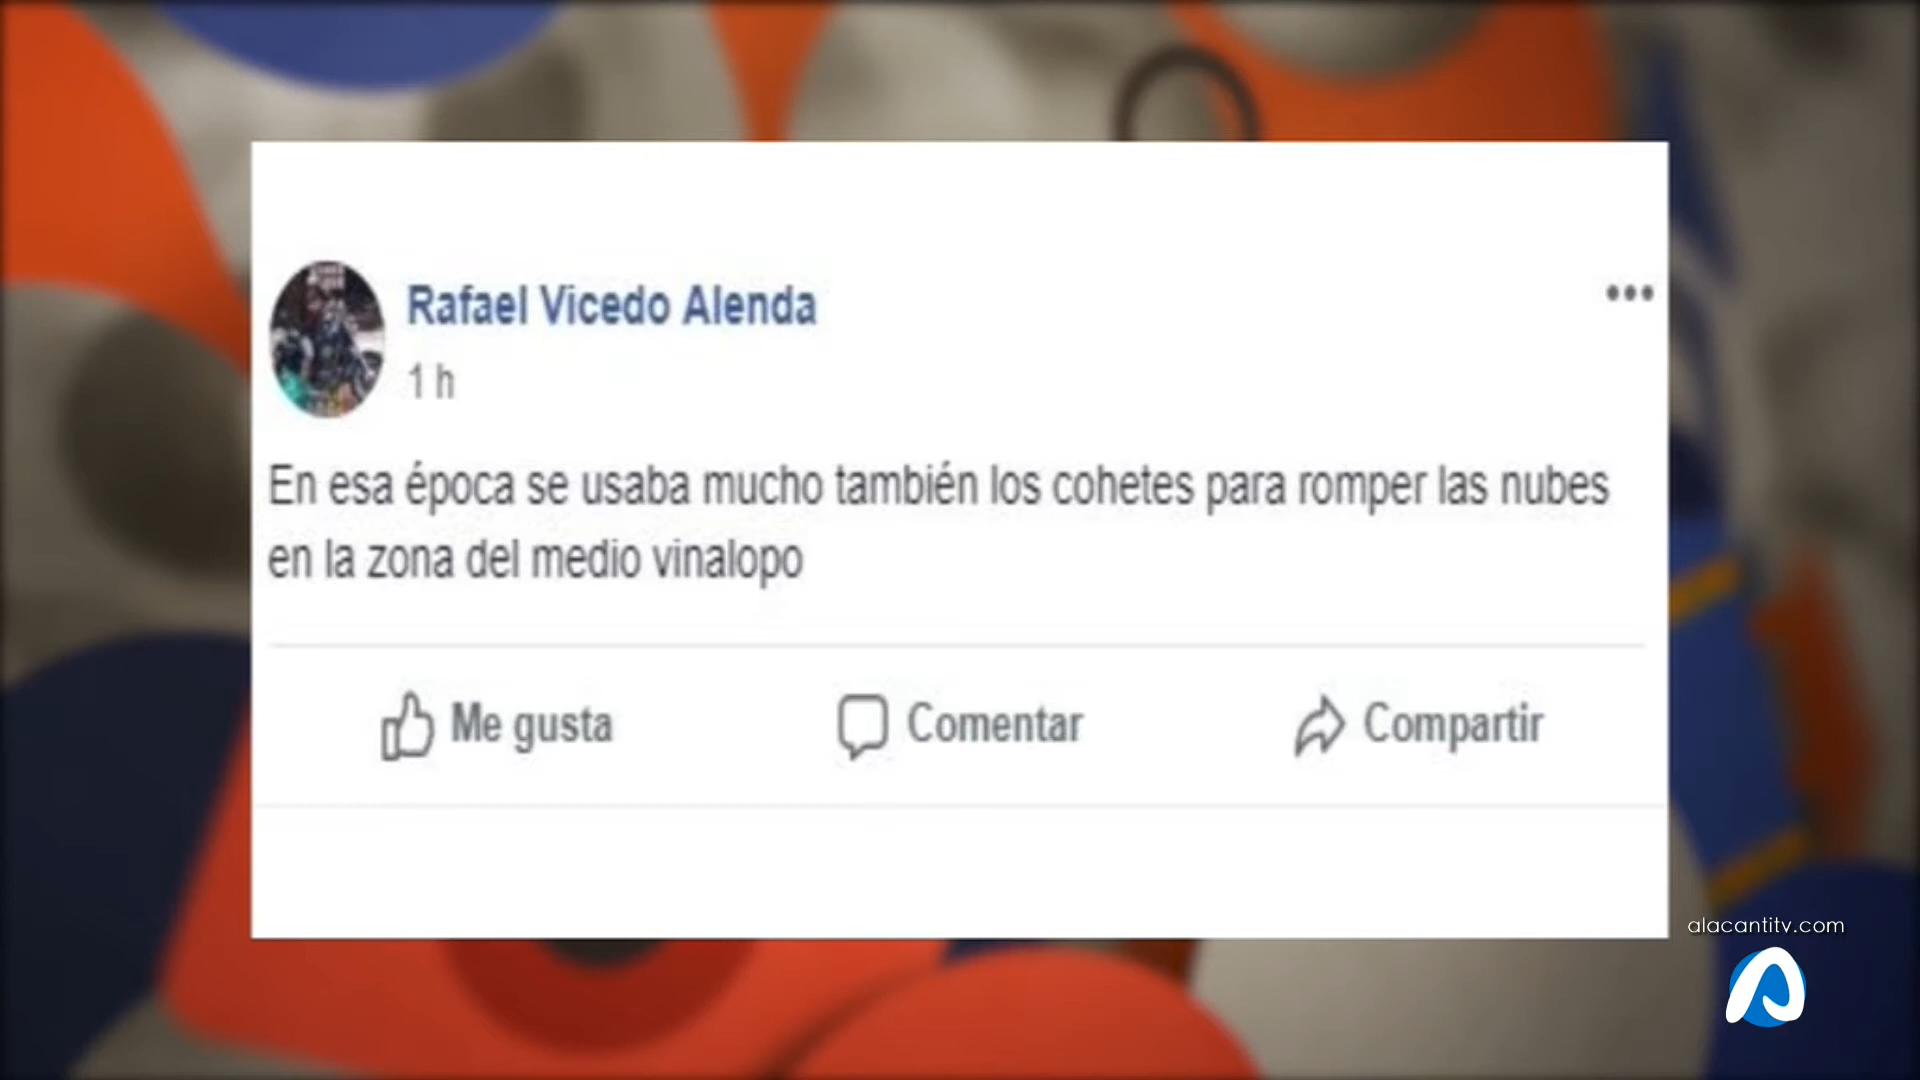 Rafael Vicedo Alenda
1 h
En esa época se usaba mucho también los cohetes para romper las nubes
en la zona del medio vinalopo
Me gusta
Comentar
Compartir
alacantitv.com